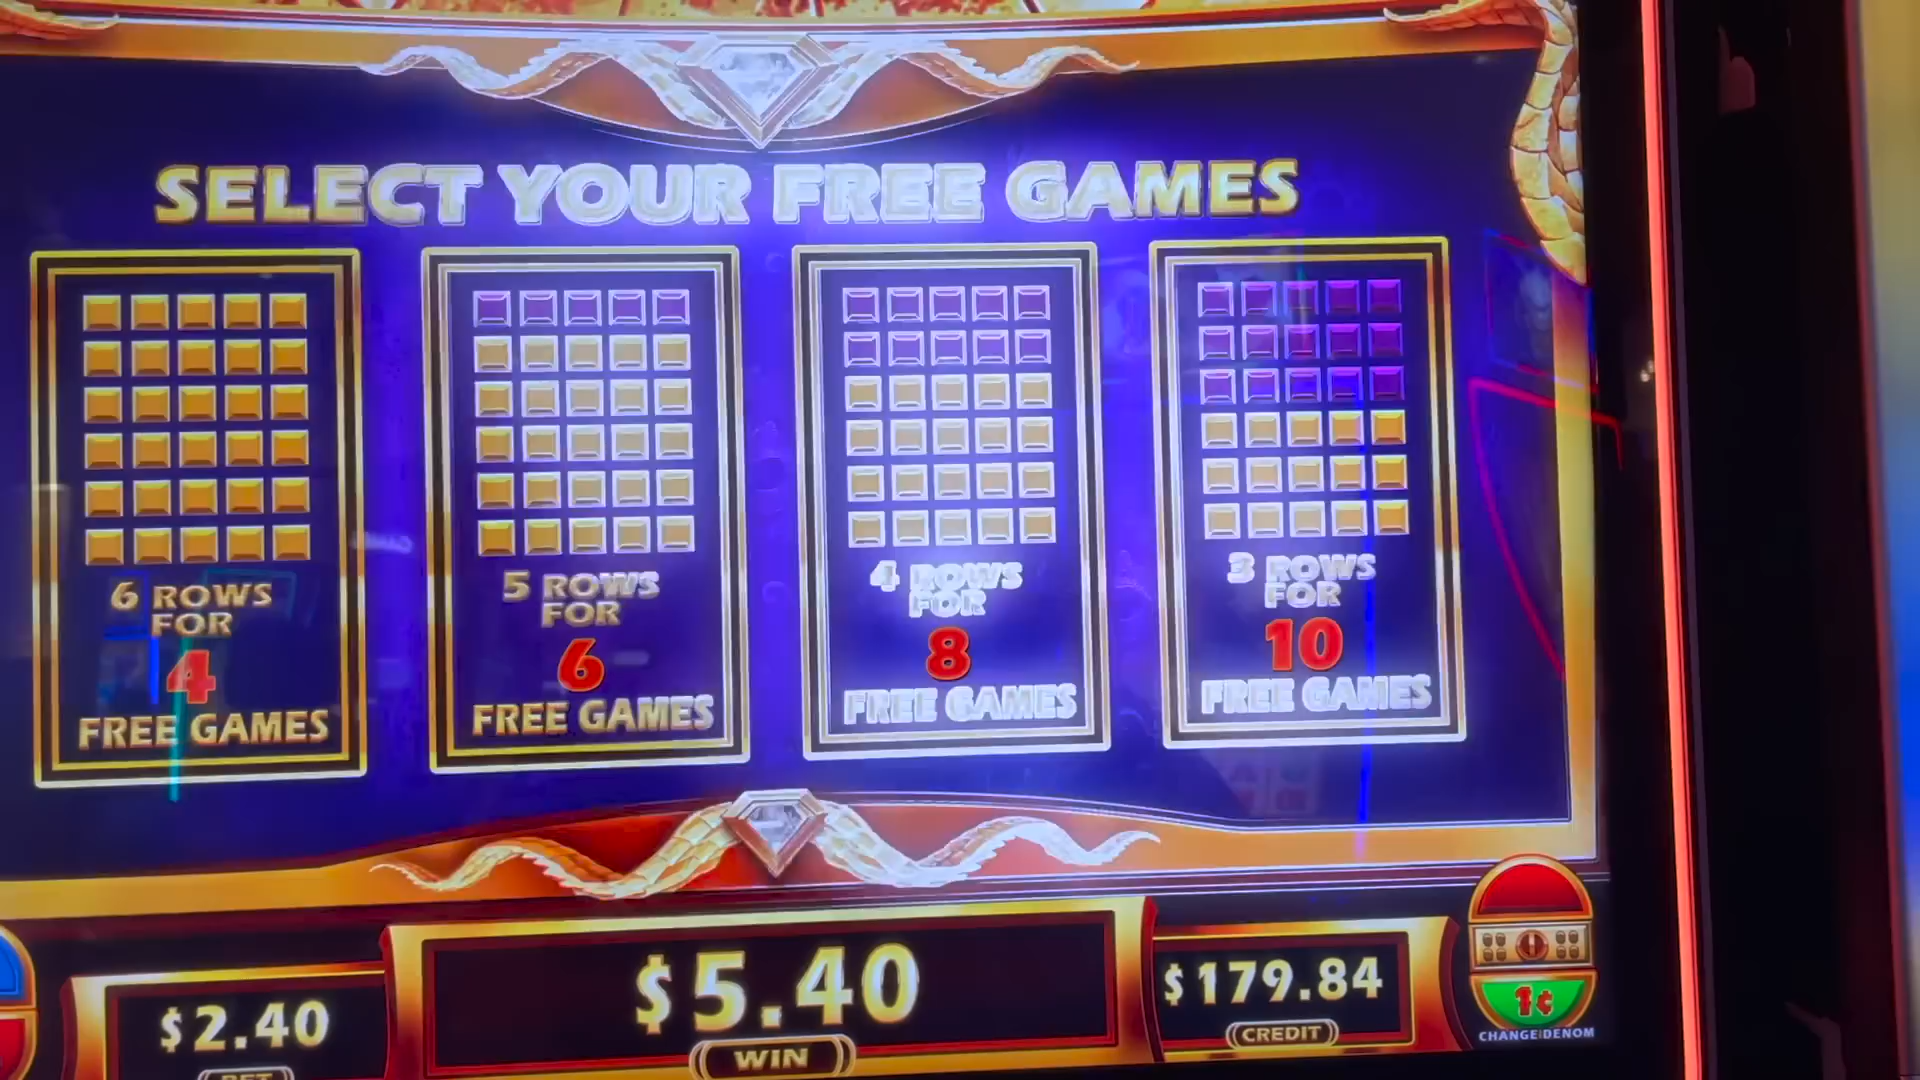 SELECT YOUR FREE GAMES
6 ROWS
FOR
4
FREE GAMES
5 ROWS
FOR
6
FREE GAMES
4 ROWS
FOR
8
FREE GAMES
3 ROWS
FOR
10
FREE GAMES
$2.40
BET
$5.40
WIN
$179.84
CREDIT
1¢
CHANGE DENOM